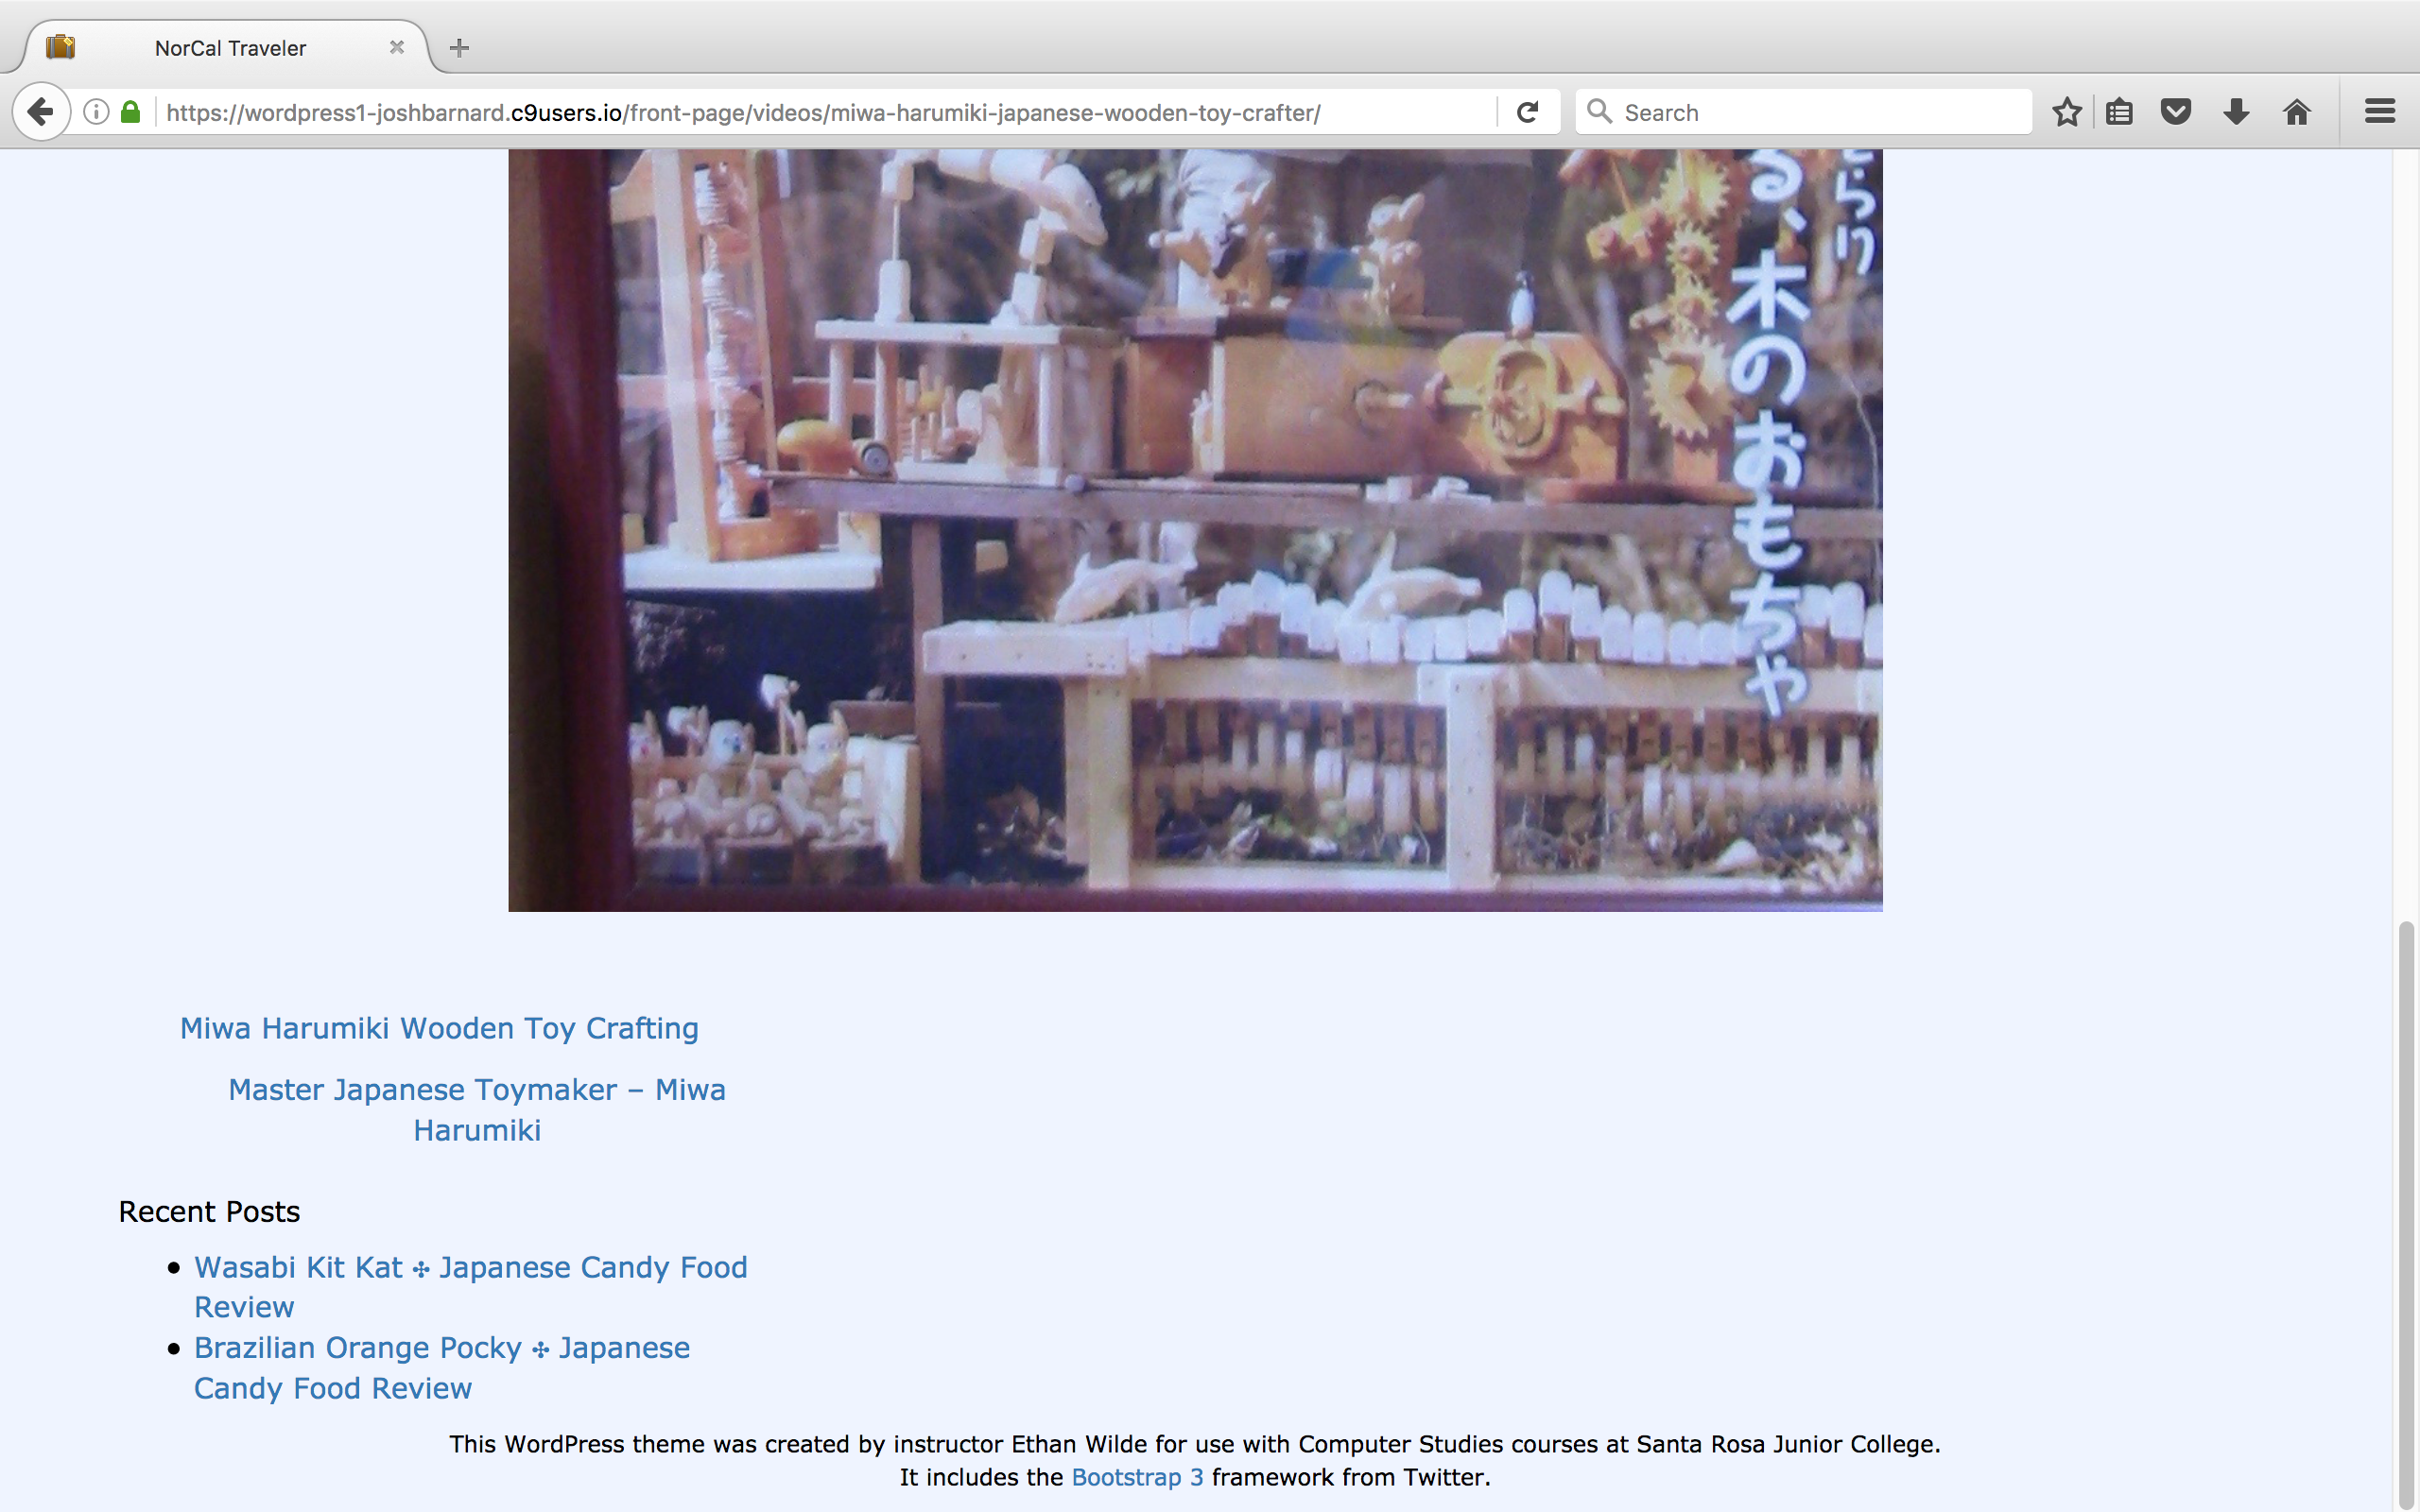 NorCal Traveler
https://wordpress1-joshbarnard.c9users.io/front-page/videos/miwa-harumiki-japanese-wooden-toy-crafter/
Search
らり
る、木のおもちゃ
Miwa Harumiki Wooden Toy Crafting
Master Japanese Toymaker – Miwa
Harumiki
Recent Posts
Wasabi Kit Kat ✣ Japanese Candy Food
Review
Brazilian Orange Pocky ✣ Japanese
Candy Food Review
This WordPress theme was created by instructor Ethan Wilde for use with Computer Studies courses at Santa Rosa Junior College.
It includes the Bootstrap 3 framework from Twitter.